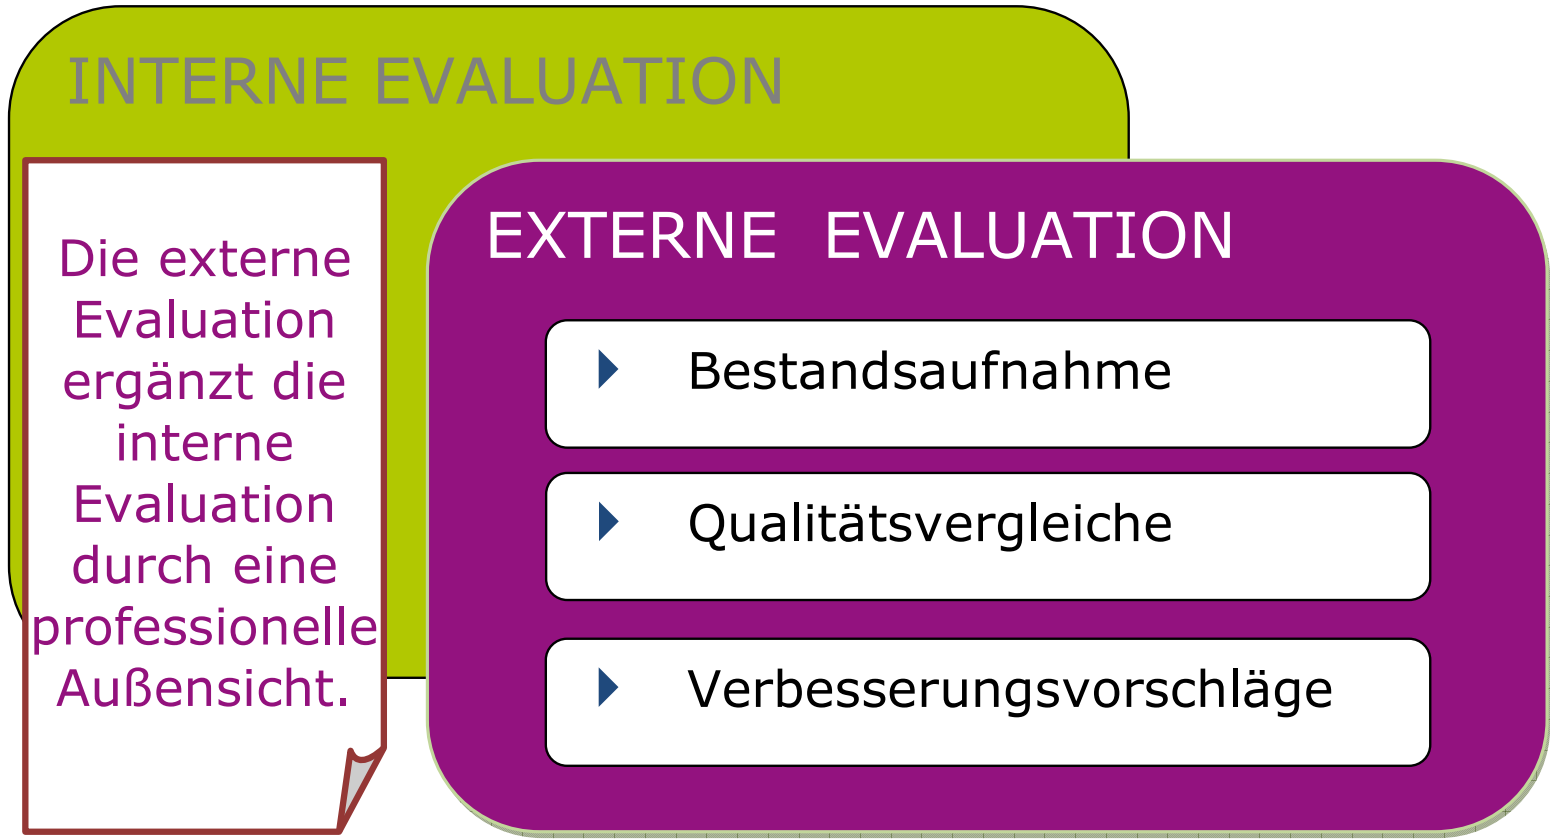 INTERNE EVALUATION
Die externe
Evaluation
ergänzt die
interne
Evaluation
durch eine
professionelle
Außensicht.
EXTERNE EVALUATION
Bestandsaufnahme
Qualitätsvergleiche
Verbesserungsvorschläge